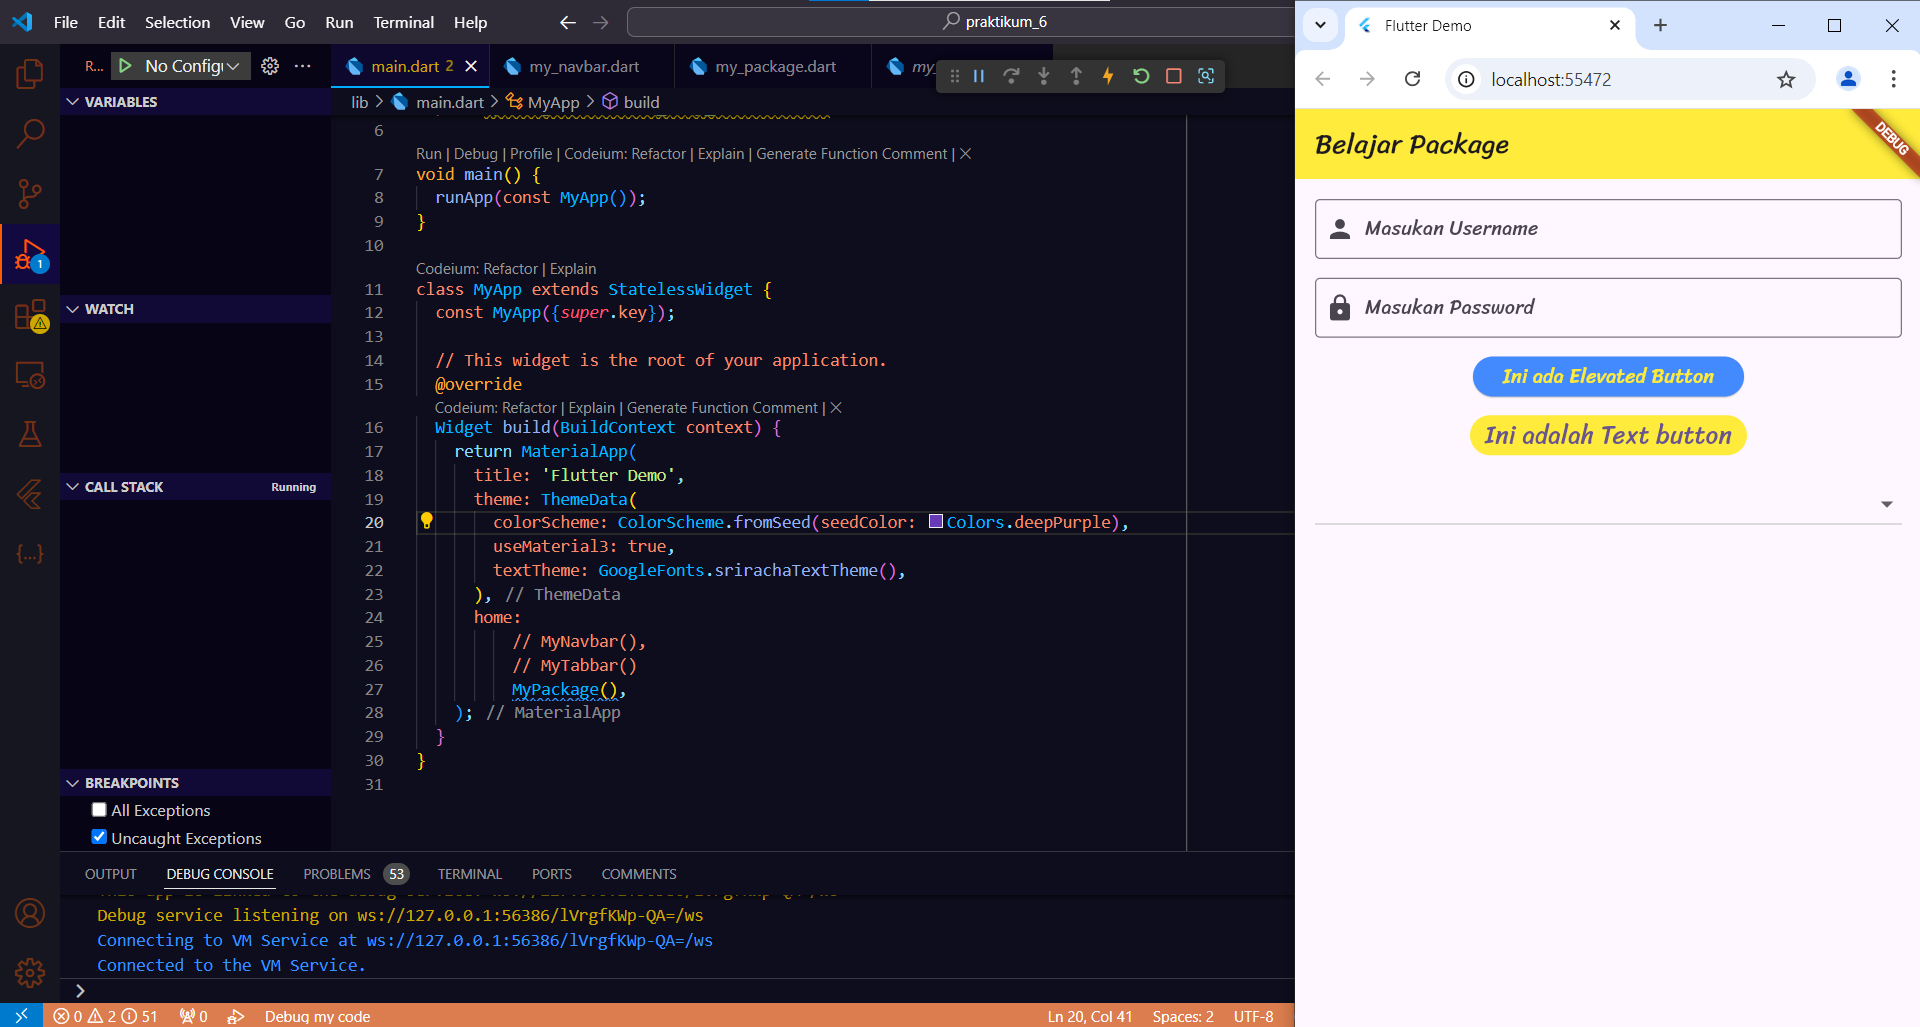 File Edit Selection View Go Run Terminal Help
praktikum_6
R... No Config
main.dart 2
my_navbar.dart
my_package.dart
my_
VARIABLES
lib > main.dart > MyApp > build
6
Run | Debug | Profile | Codeium: Refactor | Explain | Generate Function Comment | X
7 void main() {
8 runApp(const MyApp());
9 }
10
Codeium: Refactor | Explain
11 class MyApp extends StatelessWidget {
12 const MyApp({super.key});
13
14 // This widget is the root of your application.
15 @override
Codeium: Refactor | Explain | Generate Function Comment | X
16 Widget build(BuildContext context) {
17 return MaterialApp(
18 title: 'Flutter Demo',
19 theme: ThemeData(
20 colorScheme: ColorScheme.fromSeed(seedColor: Colors.deepPurple),
21 useMaterial3: true,
22 textTheme: GoogleFonts.srirachaTextTheme(),
23 ), // ThemeData
24 home:
25 // MyNavbar(),
26 // MyTabbar()
27 MyPackage(),
28 ); // MaterialApp
29 }
30 }
31
1
WATCH
CALL STACK Running
BREAKPOINTS
All Exceptions
Uncaught Exceptions
OUTPUT DEBUG CONSOLE PROBLEMS 53 TERMINAL PORTS COMMENTS
Debug service listening on ws://127.0.0.1:56386/lVrgfKWp-QA=/ws
Connecting to VM Service at ws://127.0.0.1:56386/lVrgfKWp-QA=/ws
Connected to the VM Service.
>
0 2 51 0 Debug my code Ln 20, Col 41 Spaces: 2 UTF-8
Flutter Demo
localhost:55472
Belajar Package
DEBUG
Masukan Username
Masukan Password
Ini ada Elevated Button
Ini adalah Text button